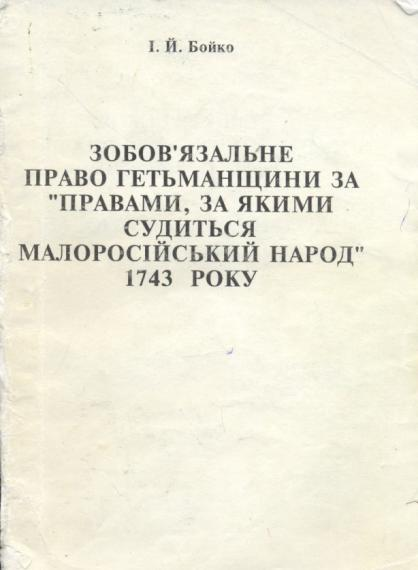 І. Й. Бойко
ЗОБОВ'ЯЗАЛЬНЕ
ПРАВО ГЕТЬМАНЩИНИ ЗА
"ПРАВАМИ, ЗА ЯКИМИ
СУДИТЬСЯ
МАЛОРОСІЙСЬКИЙ НАРОД"
1743 РОКУ